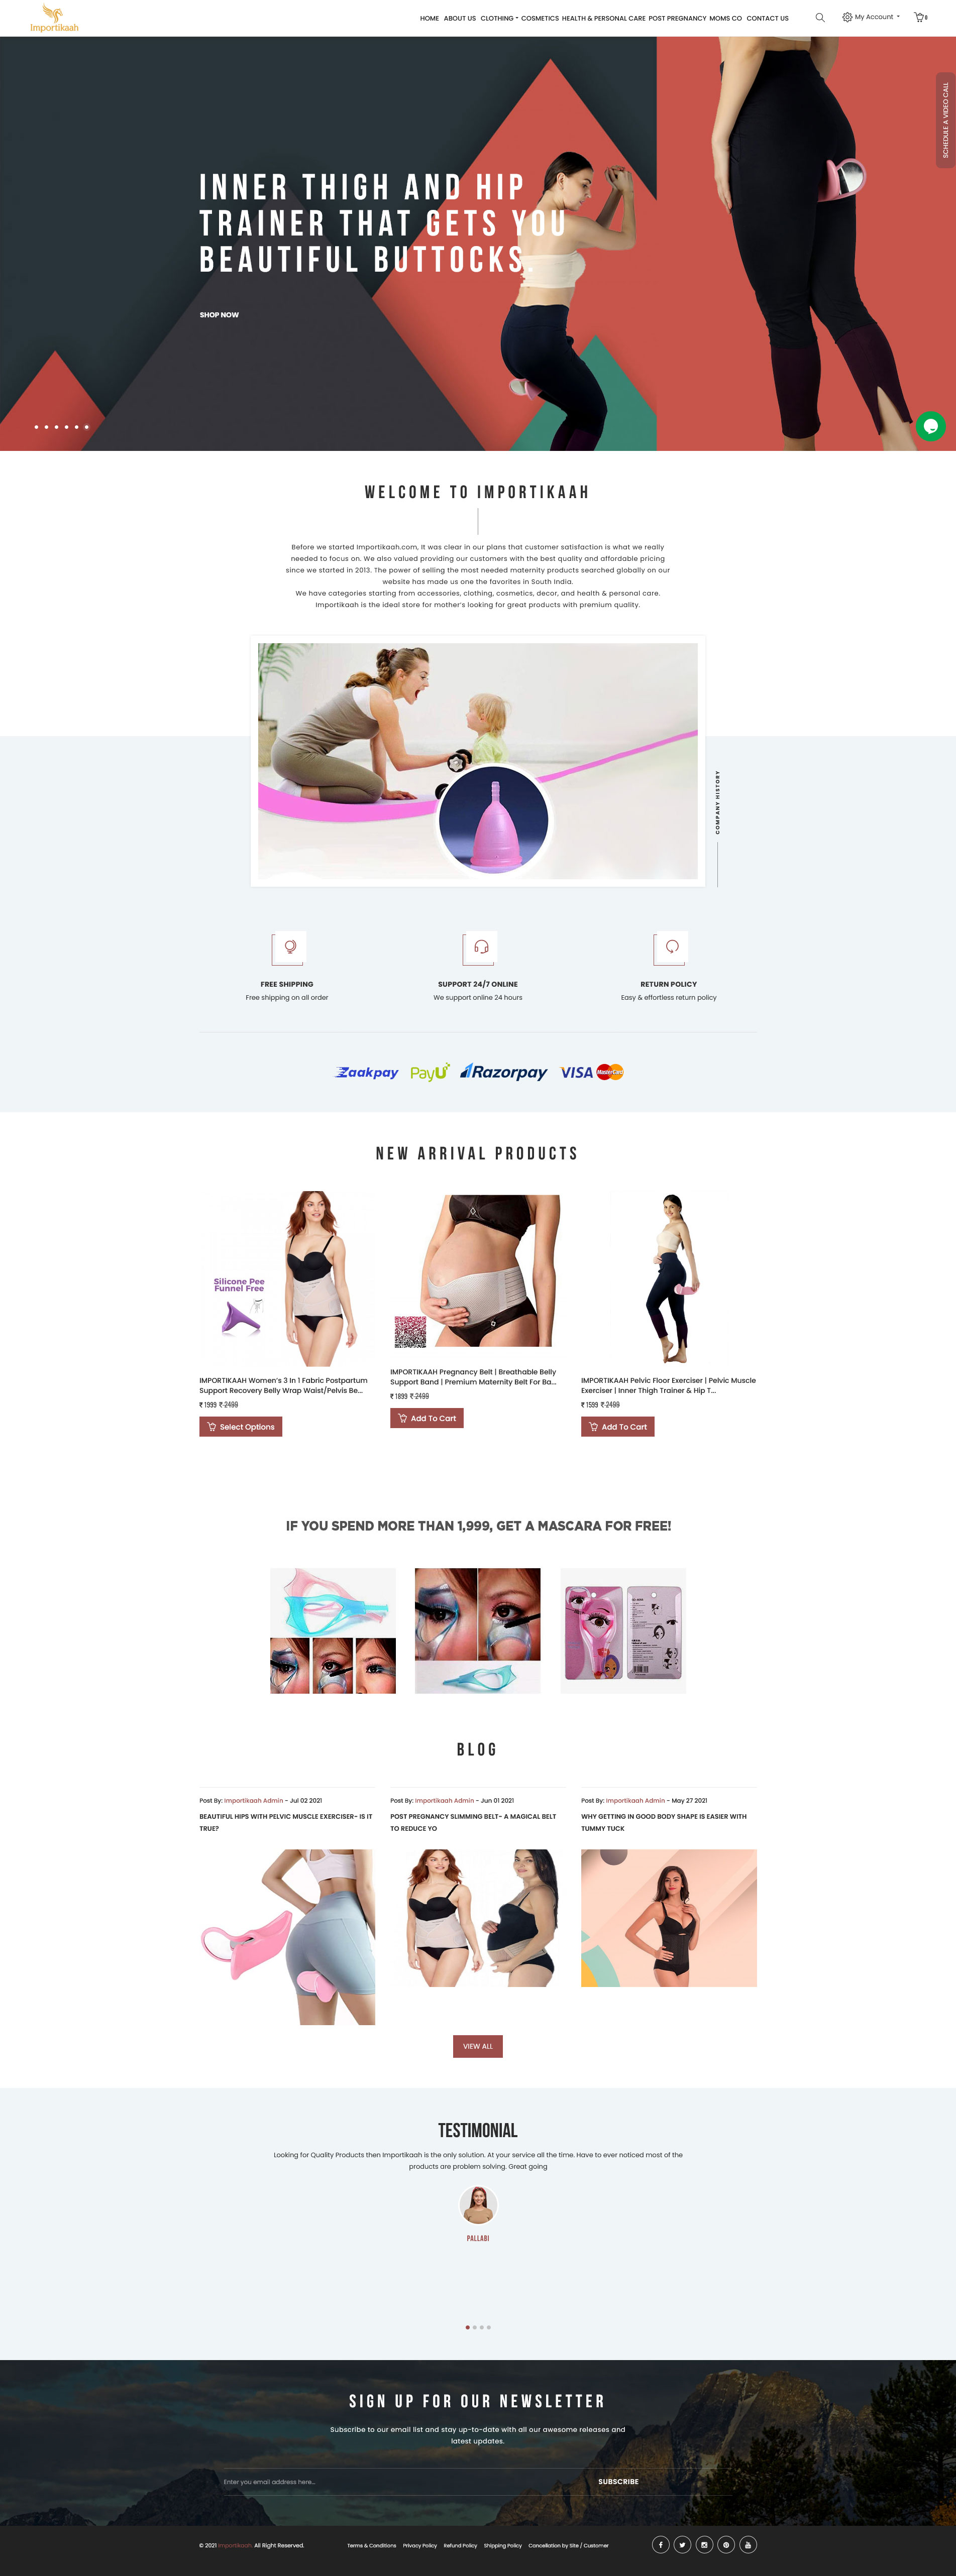 Importikaah
HOME ABOUT US CLOTHING COSMETICS HEALTH & PERSONAL CARE POST PREGNANCY MOMS CO CONTACT US
My Account
0
SCHEDULE A VIDEO CALL
INNER THIGH AND HIP
TRAINER THAT GETS YOU
BEAUTIFUL BUTTOCKS.
SHOP NOW
WELCOME TO IMPORTIKAAH
Before we started Importikaah.com, It was clear in our plans that customer satisfaction is what we really
needed to focus on. We also valued providing our customers with the best quality and affordable pricing
since we started in 2013. The power of selling the most needed maternity products searched globally on our
website has made us one the favorites in South India.
We have categories starting from accessories, clothing, cosmetics, decor, and health & personal care.
Importikaah is the ideal store for mother's looking for great products with premium quality.
COMPANY HISTORY
FREE SHIPPING
Free shipping on all order
SUPPORT 24/7 ONLINE
We support online 24 hours
RETURN POLICY
Easy & effortless return policy
Zaakpay PayU Razorpay VISA MasterCard
NEW ARRIVAL PRODUCTS
Silicone Pee
Funnel Free
IMPORTIKAAH Women's 3 In 1 Fabric Postpartum
Support Recovery Belly Wrap Waist/Pelvis Be...
₹ 1999 ₹ 2499
Select Options
IMPORTIKAAH Pregnancy Belt | Breathable Belly
Support Band | Premium Maternity Belt For Ba...
₹ 1899 ₹ 2499
Add To Cart
IMPORTIKAAH Pelvic Floor Exerciser | Pelvic Muscle
Exerciser | Inner Thigh Trainer & Hip T...
₹ 1599 ₹ 2499
Add To Cart
IF YOU SPEND MORE THAN 1,999, GET A MASCARA FOR FREE!
BLOG
Post By: Importikaah Admin - Jul 02 2021
BEAUTIFUL HIPS WITH PELVIC MUSCLE EXERCISER- IS IT
TRUE?
Post By: Importikaah Admin - Jun 01 2021
POST PREGNANCY SLIMMING BELT- A MAGICAL BELT
TO REDUCE YO
Post By: Importikaah Admin - May 27 2021
WHY GETTING IN GOOD BODY SHAPE IS EASIER WITH
TUMMY TUCK
VIEW ALL
TESTIMONIAL
Looking for Quality Products then Importikaah is the only solution. At your service all the time. Have to ever noticed most of the
products are problem solving. Great going
PALLABI
SIGN UP FOR OUR NEWSLETTER
Subscribe to our email list and stay up-to-date with all our awesome releases and
latest updates.
Enter you email address here...
SUBSCRIBE
© 2021 Importikaah. All Right Reserved.
Terms & Conditions Privacy Policy Refund Policy Shipping Policy Cancellation by Site / Customer